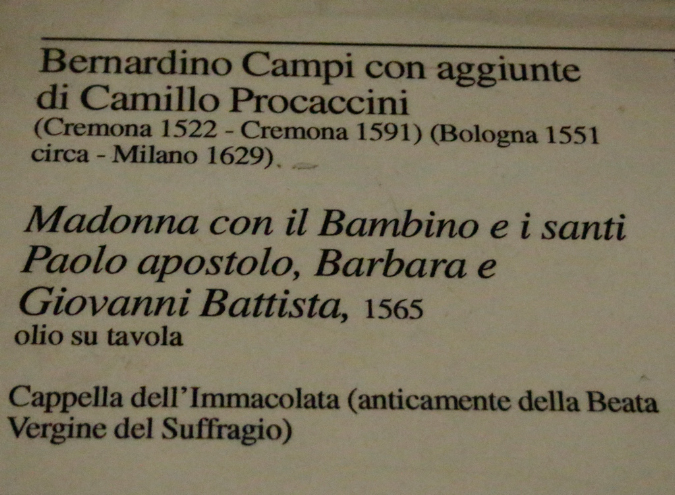 Bernardino Campi con aggiunte
di Camillo Procaccini
(Cremona 1522 - Cremona 1591) (Bologna 1551
circa - Milano 1629).
Madonna con il Bambino e i santi
Paolo apostolo, Barbara e
Giovanni Battista, 1565
olio su tavola
Cappella dell'Immacolata (anticamente della Beata
Vergine del Suffragio)